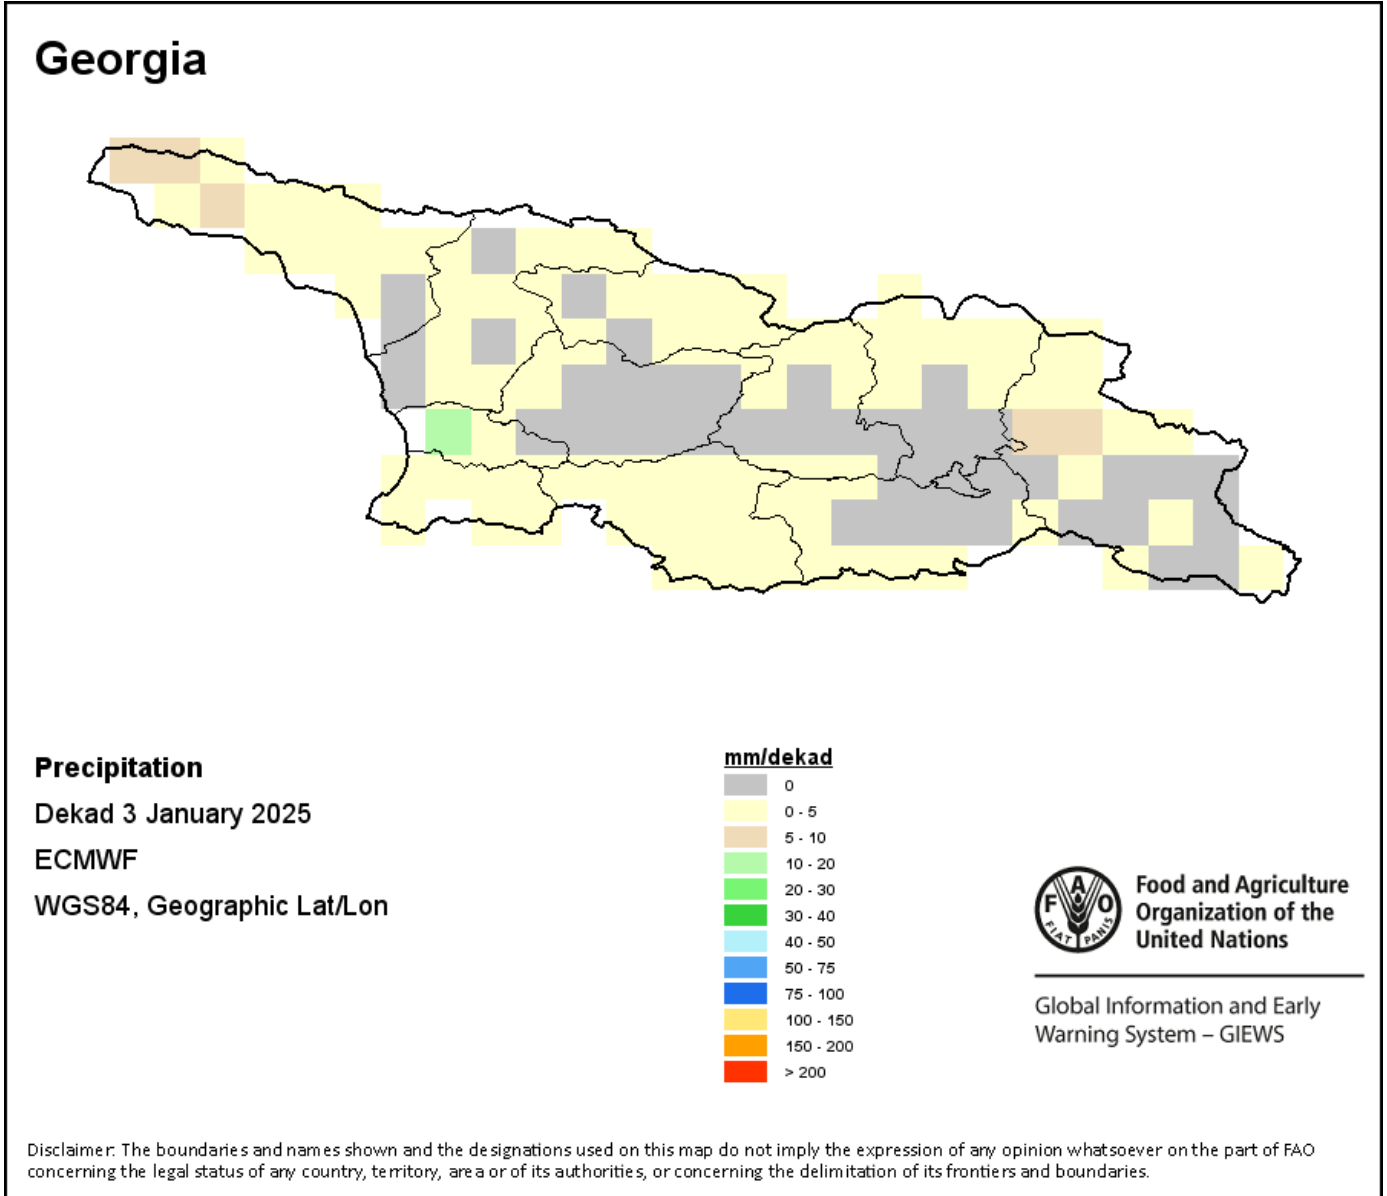 Georgia
Precipitation
Dekad 3 January 2025
ECMWF
WGS84, Geographic Lat/Lon
mm/dekad
0
0 - 5
5 - 10
10 - 20
20 - 30
30 - 40
40 - 50
50 - 75
75 - 100
100 - 150
150 - 200
> 200
F A O
FIAT PANIS
Food and Agriculture
Organization of the
United Nations
Global Information and Early
Warning System – GIEWS
Disclaimer: The boundaries and names shown and the designations used on this map do not imply the expression of any opinion whatsoever on the part of FAO
concerning the legal status of any country, territory, area or of its authorities, or concerning the delimitation of its frontiers and boundaries.